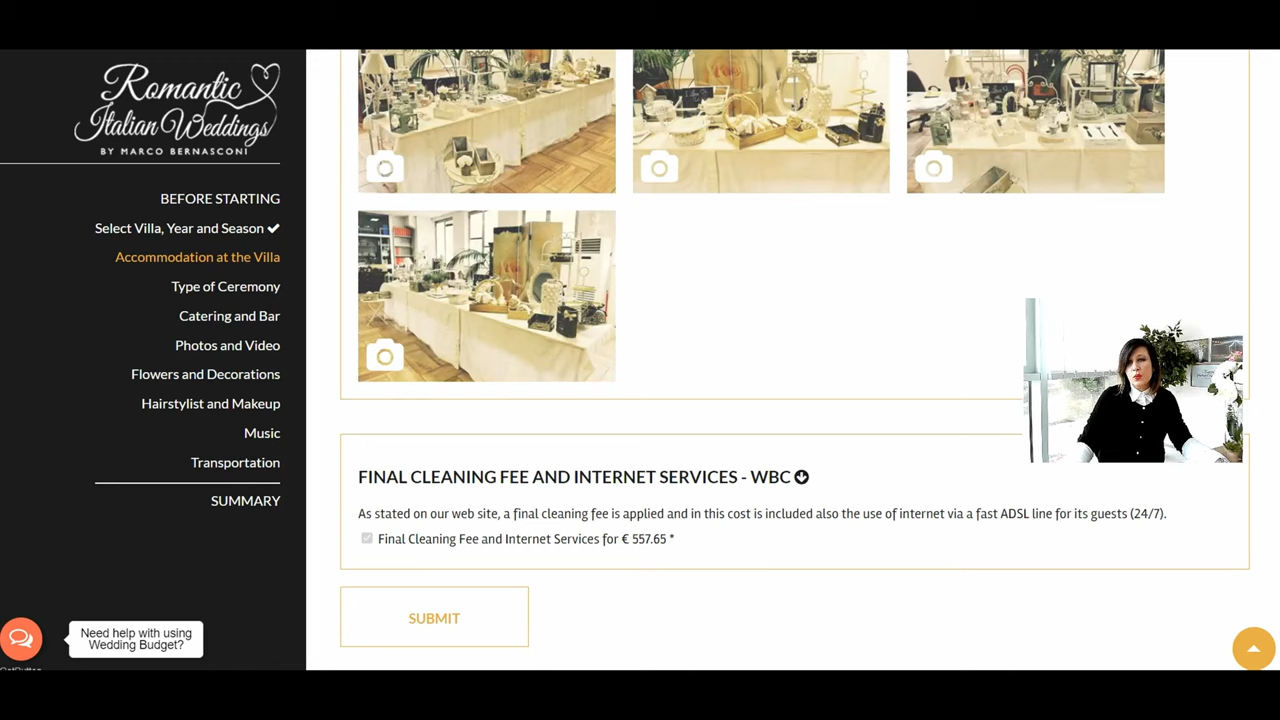 Romantic
Italian Weddings
BY MARCO BERNASCONI
BEFORE STARTING
Select Villa, Year and Season
Accommodation at the Villa
Type of Ceremony
Catering and Bar
Photos and Video
Flowers and Decorations
Hairstylist and Makeup
Music
Transportation
SUMMARY
Need help with using
Wedding Budget?
FINAL CLEANING FEE AND INTERNET SERVICES - WBC
As stated on our web site, a final cleaning fee is applied and in this cost is included also the use of internet via a fast ADSL line for its guests (24/7).
Final Cleaning Fee and Internet Services for € 557.65 *
SUBMIT